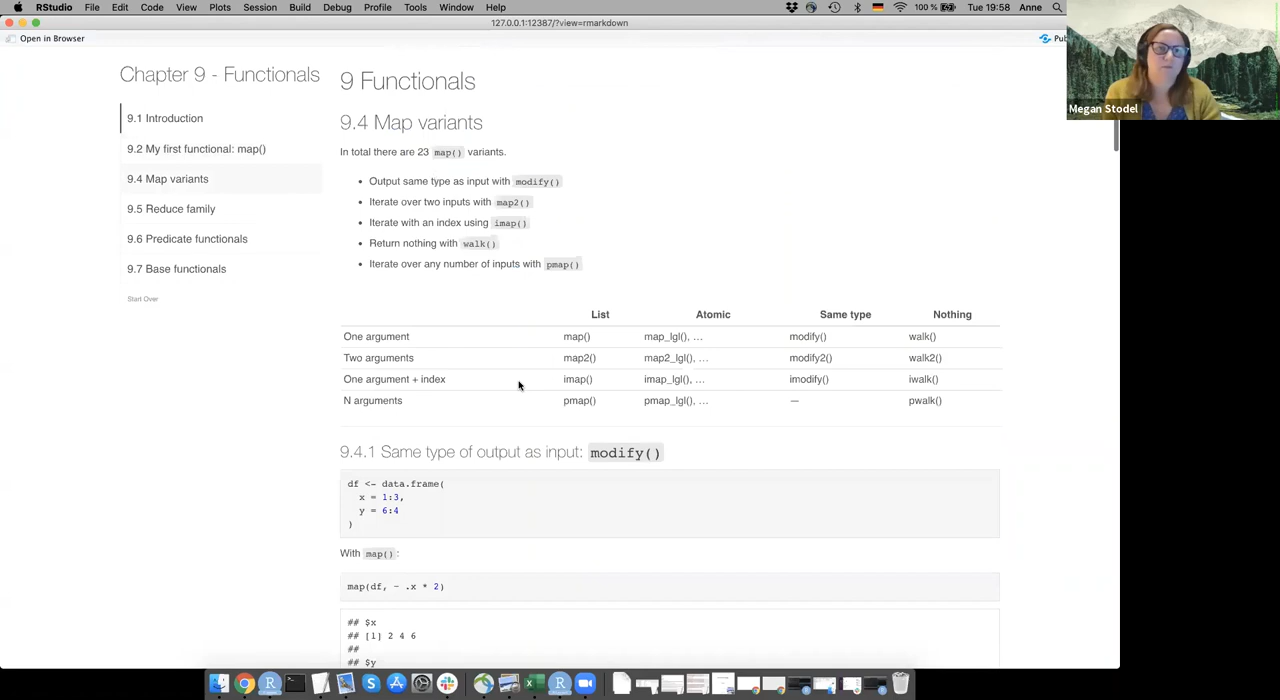 RStudio File Edit Code View Plots Session Build Debug Profile Tools Window Help 100 % Tue 19:58 Anne
127.0.0.1:12387/?view=rmarkdown
Open in Browser
Pub
Megan Stodel
Chapter 9 - Functionals
9.1 Introduction
9.2 My first functional: map()
9.4 Map variants
9.5 Reduce family
9.6 Predicate functionals
9.7 Base functionals
Start Over
9 Functionals
9.4 Map variants
In total there are 23 map() variants.
• Output same type as input with modify()
• Iterate over two inputs with map2()
• Iterate with an index using imap()
• Return nothing with walk()
• Iterate over any number of inputs with pmap()
List Atomic Same type Nothing
One argument map() map_lgl(), … modify() walk()
Two arguments map2() map2_lgl(), … modify2() walk2()
One argument + index imap() imap_lgl(), … imodify() iwalk()
N arguments pmap() pmap_lgl(), … — pwalk()
9.4.1 Same type of output as input: modify()
df <- data.frame(
x = 1:3,
y = 6:4
)
With map():
map(df, ~ .x * 2)
## $x
## [1] 2 4 6
##
## $y